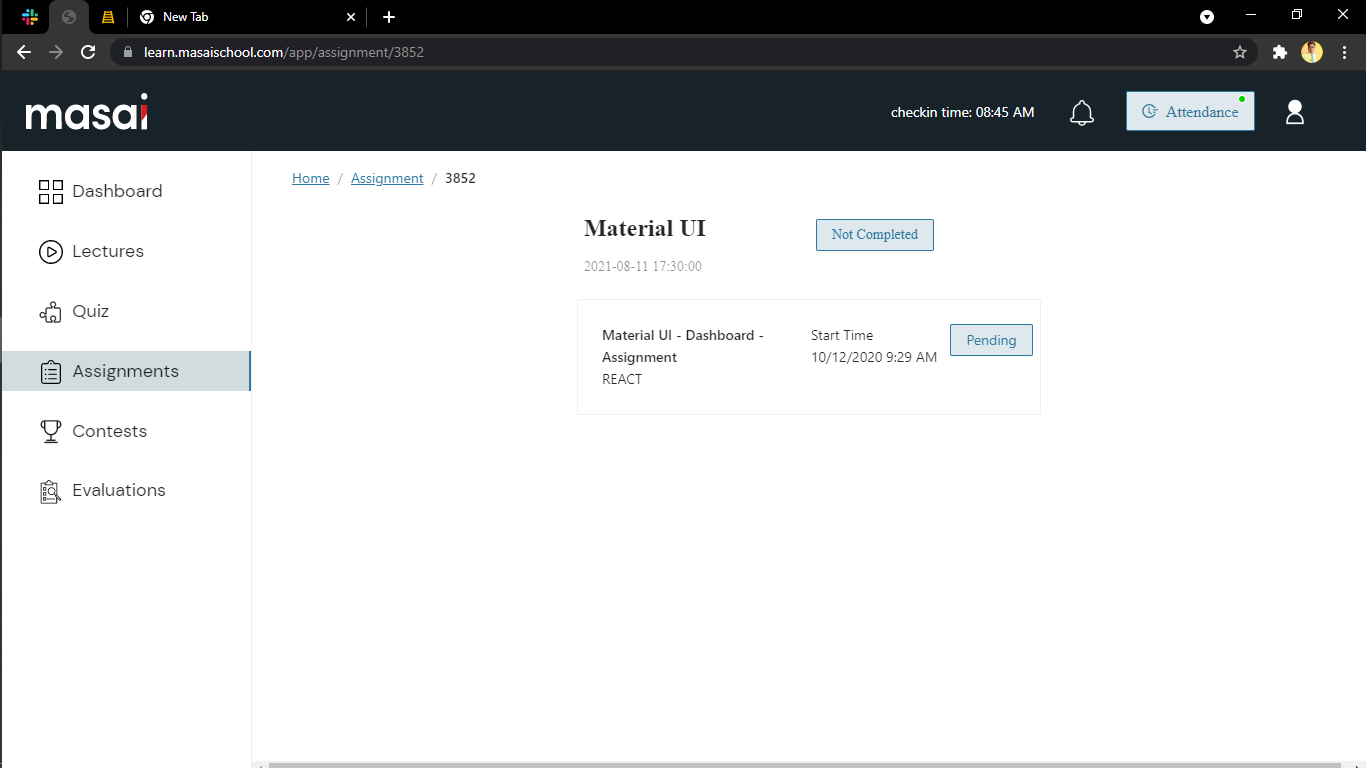 New Tab
learn.masaischool.com/app/assignment/3852
masai
checkin time: 08:45 AM
Attendance
Dashboard
Lectures
Quiz
Assignments
Contests
Evaluations
Home / Assignment / 3852
Material UI
Not Completed
2021-08-11 17:30:00
Material UI - Dashboard -
Assignment
REACT
Start Time
10/12/2020 9:29 AM
Pending